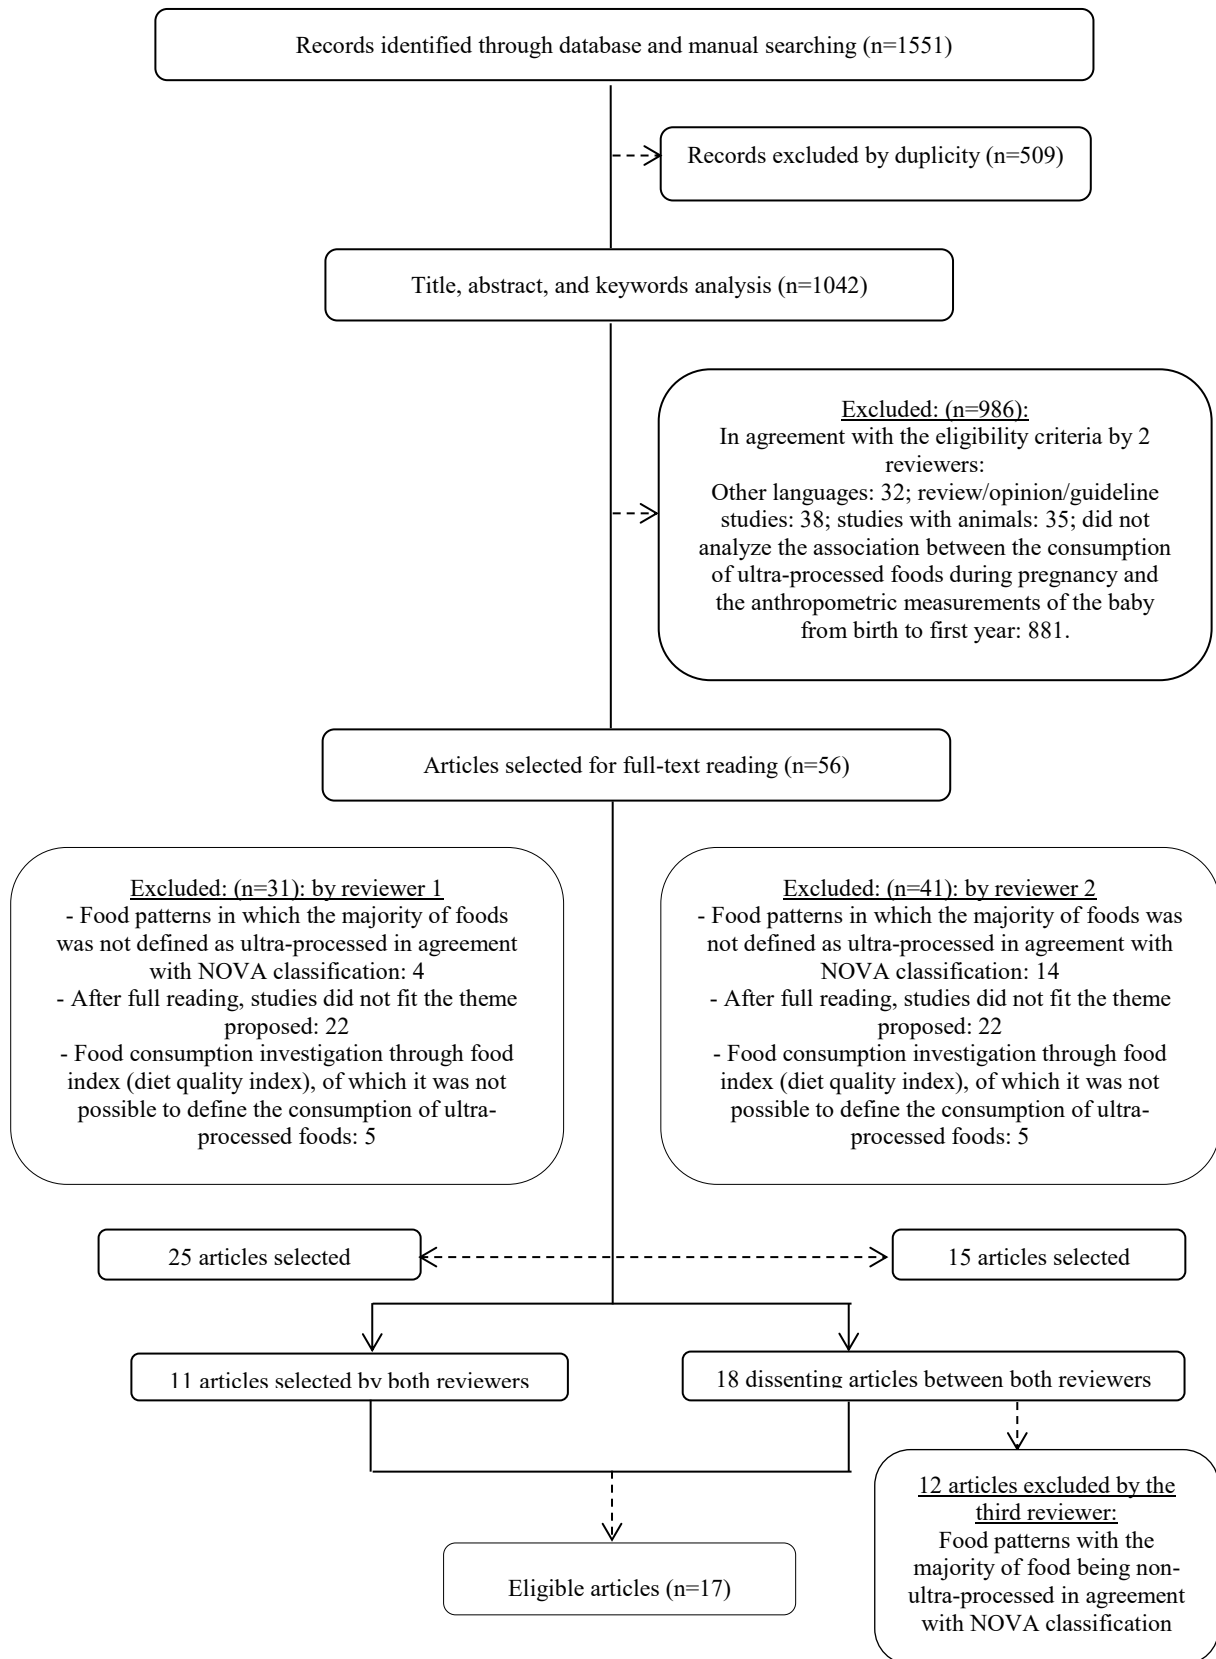 Records identified through database and manual searching (n=1551)
Records excluded by duplicity (n=509)
Title, abstract, and keywords analysis (n=1042)
Excluded: (n=986):
In agreement with the eligibility criteria by 2
reviewers:
Other languages: 32; review/opinion/guideline
studies: 38; studies with animals: 35; did not
analyze the association between the consumption
of ultra-processed foods during pregnancy and
the anthropometric measurements of the baby
from birth to first year: 881.
Articles selected for full-text reading (n=56)
Excluded: (n=31): by reviewer 1
- Food patterns in which the majority of foods
was not defined as ultra-processed in agreement
with NOVA classification: 4
- After full reading, studies did not fit the theme
proposed: 22
- Food consumption investigation through food
index (diet quality index), of which it was not
possible to define the consumption of ultra-
processed foods: 5
Excluded: (n=41): by reviewer 2
- Food patterns in which the majority of foods was
not defined as ultra-processed in agreement with
NOVA classification: 14
- After full reading, studies did not fit the theme
proposed: 22
- Food consumption investigation through food
index (diet quality index), of which it was not
possible to define the consumption of ultra-
processed foods: 5
25 articles selected
15 articles selected
11 articles selected by both reviewers
18 dissenting articles between both reviewers
12 articles excluded by the
third reviewer:
Food patterns with the
majority of food being non-
ultra-processed in agreement
with NOVA classification
Eligible articles (n=17)